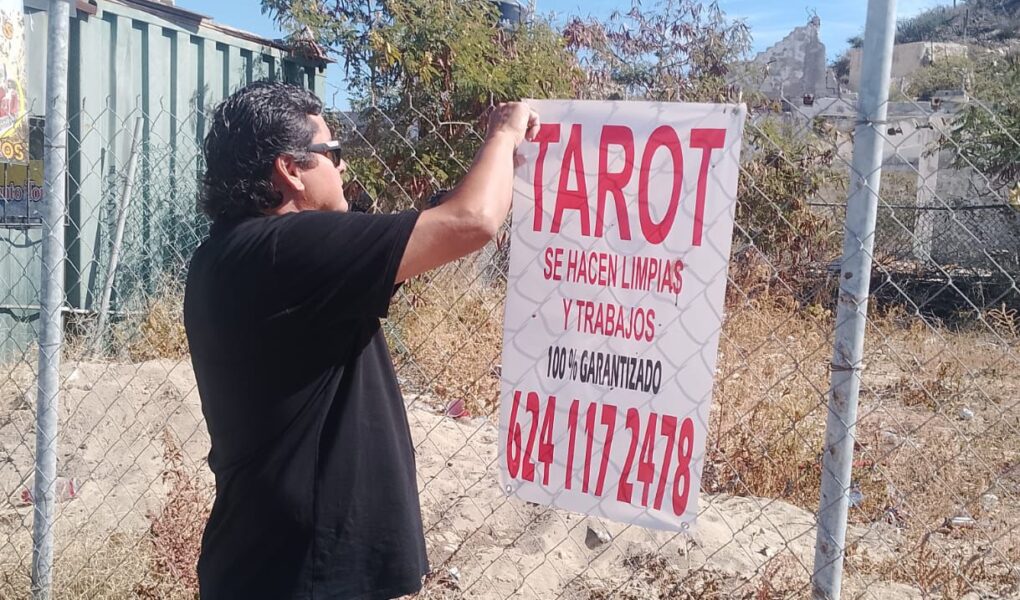 TAROT
SE HACEN LIMPIAS
Y TRABAJOS
100% GARANTIZADO
624 117 2478